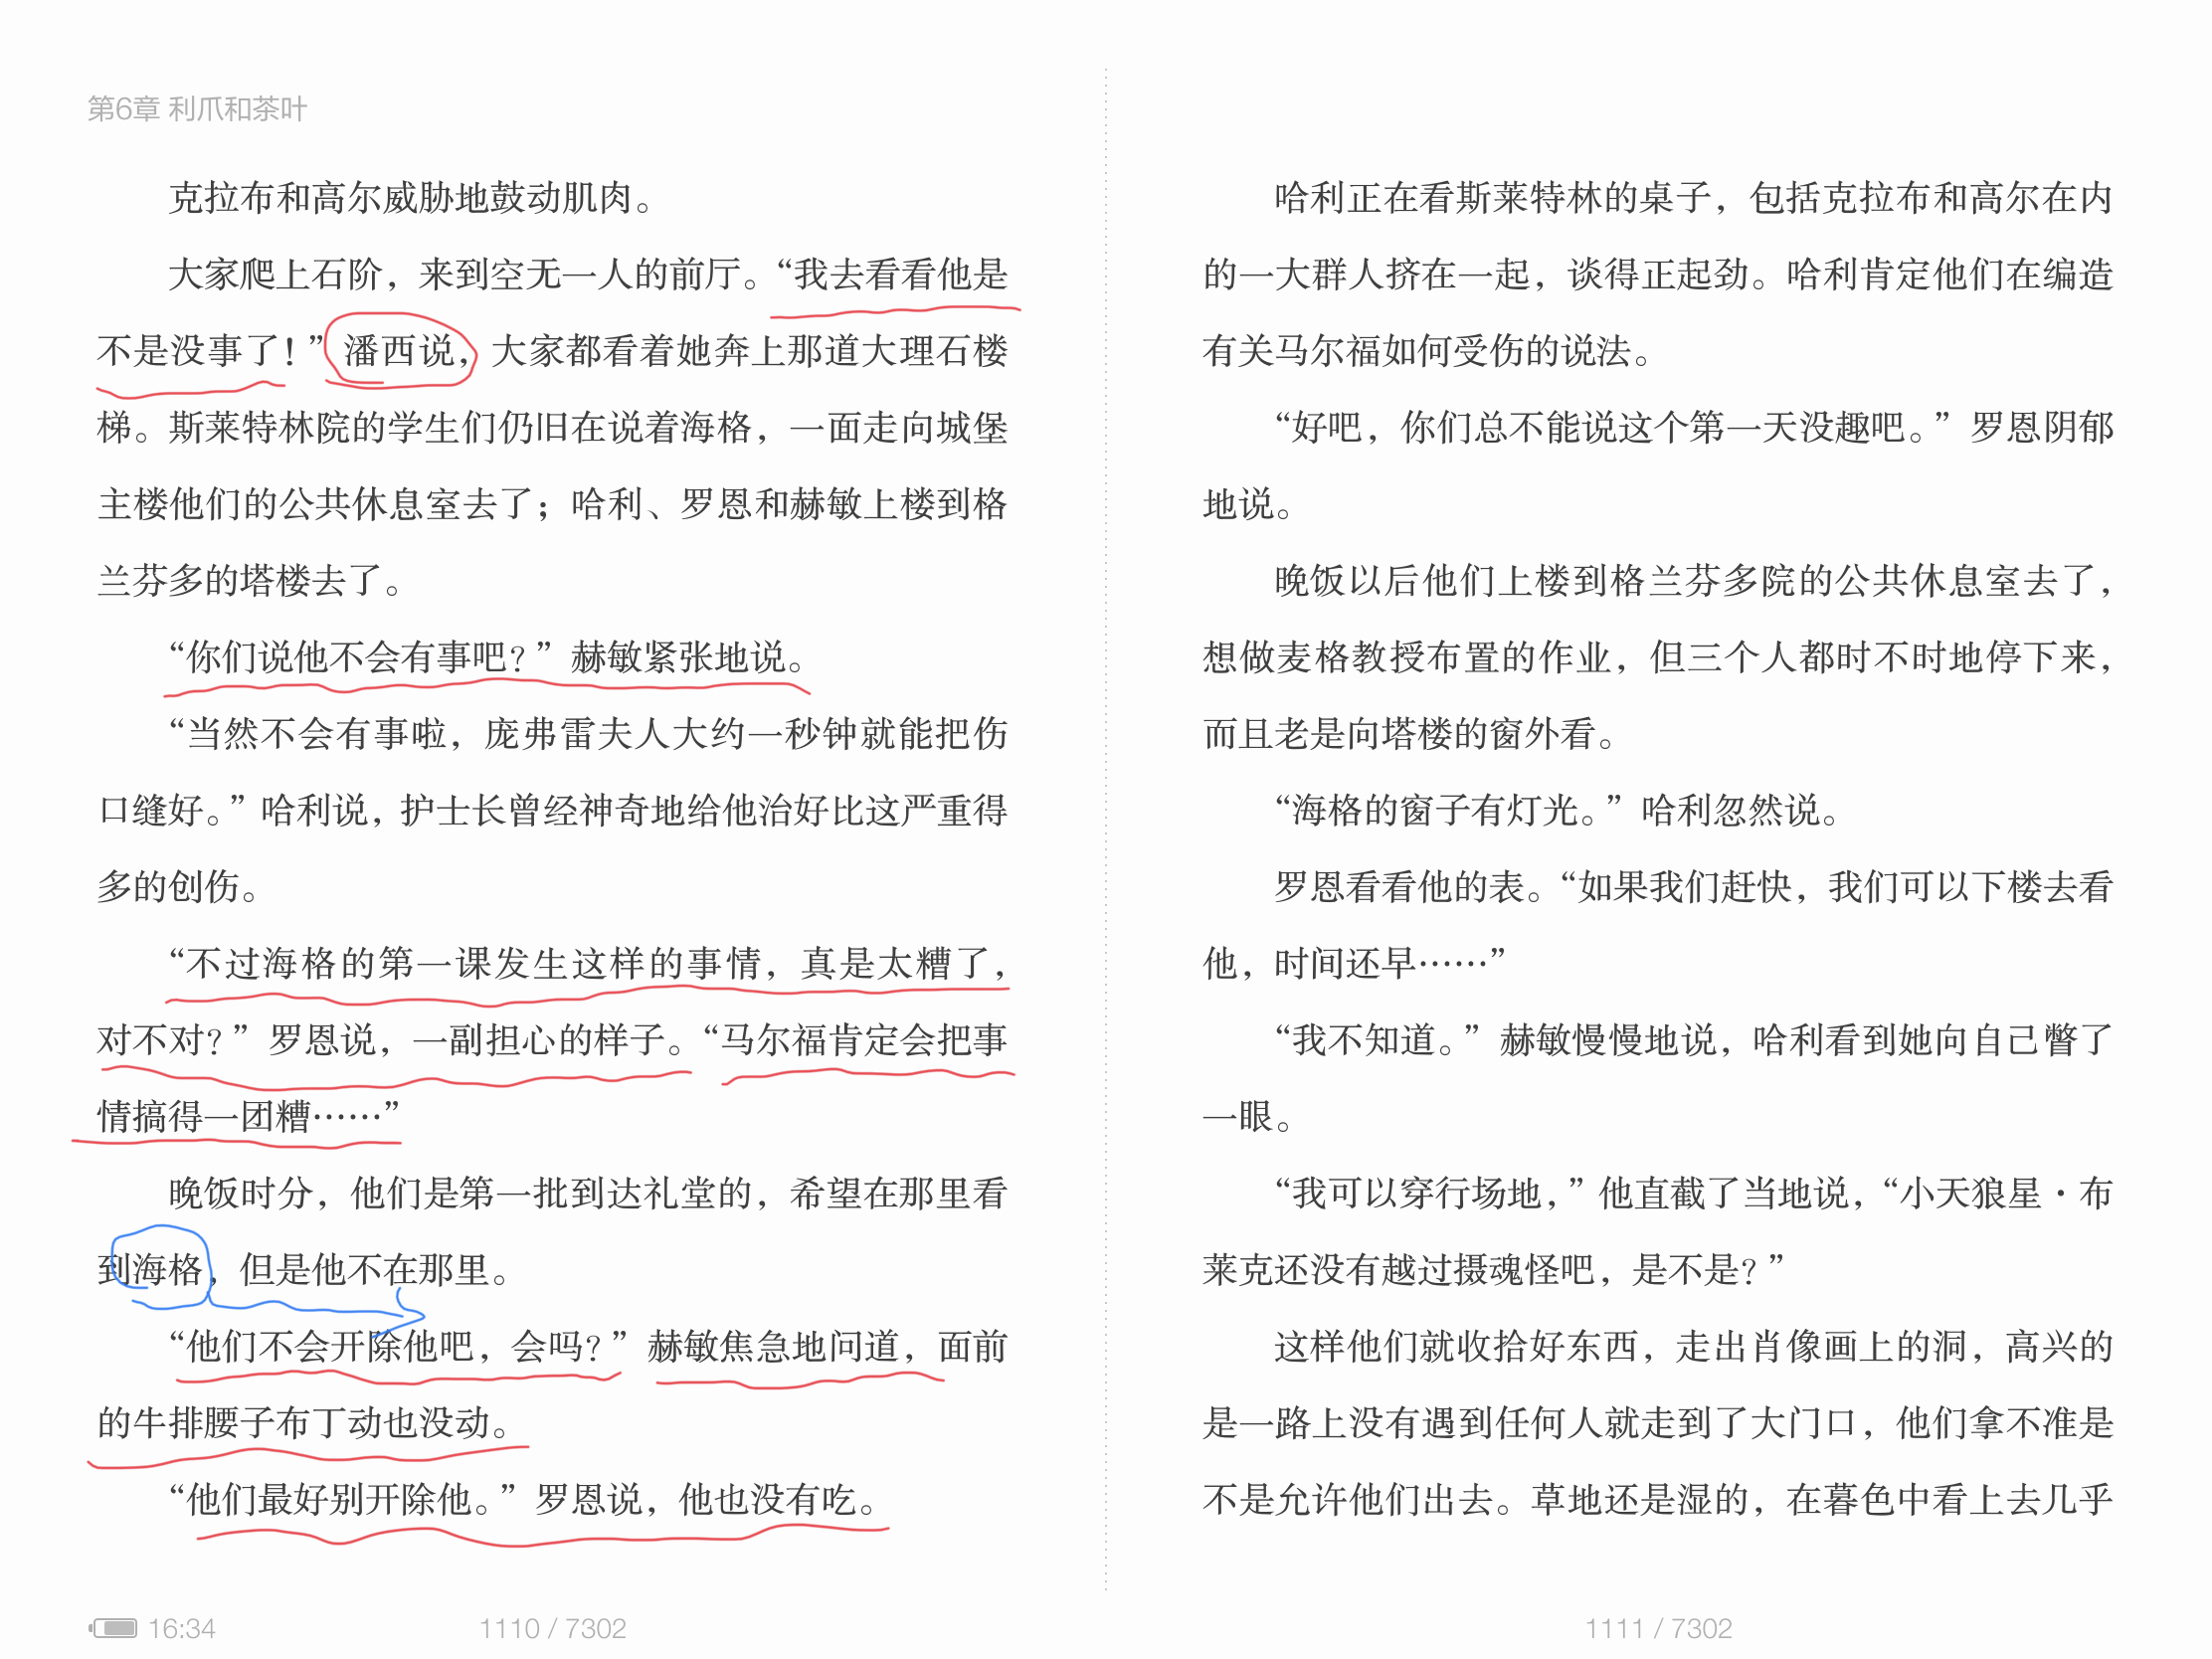 第6章 利爪和茶叶
克拉布和高尔威胁地鼓动肌肉。
大家爬上石阶，来到空无一人的前厅。“我去看看他是
不是没事了！”潘西说，大家都看着她奔上那道大理石楼
梯。斯莱特林院的学生们仍旧在说着海格，一面走向城堡
主楼他们的公共休息室去了；哈利、罗恩和赫敏上楼到格
兰芬多的塔楼去了。
“你们说他不会有事吧？”赫敏紧张地说。
“当然不会有事啦，庞弗雷夫人大约一秒钟就能把伤
口缝好。”哈利说，护士长曾经神奇地给他治好比这严重得
多的创伤。
“不过海格的第一课发生这样的事情，真是太糟了，
对不对？”罗恩说，一副担心的样子。“马尔福肯定会把事
情搞得一团糟……”
晚饭时分，他们是第一批到达礼堂的，希望在那里看
到海格，但是他不在那里。
“他们不会开除他吧，会吗？”赫敏焦急地问道，面前
的牛排腰子布丁动也没动。
“他们最好别开除他。”罗恩说，他也没有吃。
16:34
1110 / 7302
哈利正在看斯莱特林的桌子，包括克拉布和高尔在内
的一大群人挤在一起，谈得正起劲。哈利肯定他们在编造
有关马尔福如何受伤的说法。
“好吧，你们总不能说这个第一天没趣吧。”罗恩阴郁
地说。
晚饭以后他们上楼到格兰芬多院的公共休息室去了，
想做麦格教授布置的作业，但三个人都时不时地停下来，
而且老是向塔楼的窗外看。
“海格的窗子有灯光。”哈利忽然说。
罗恩看看他的表。“如果我们赶快，我们可以下楼去看
他，时间还早……”
“我不知道。”赫敏慢慢地说，哈利看到她向自己瞥了
一眼。
“我可以穿行场地，”他直截了当地说，“小天狼星·布
莱克还没有越过摄魂怪吧，是不是？”
这样他们就收拾好东西，走出肖像画上的洞，高兴的
是一路上没有遇到任何人就走到了大门口，他们拿不准是
不是允许他们出去。草地还是湿的，在暮色中看上去几乎
1111 / 7302